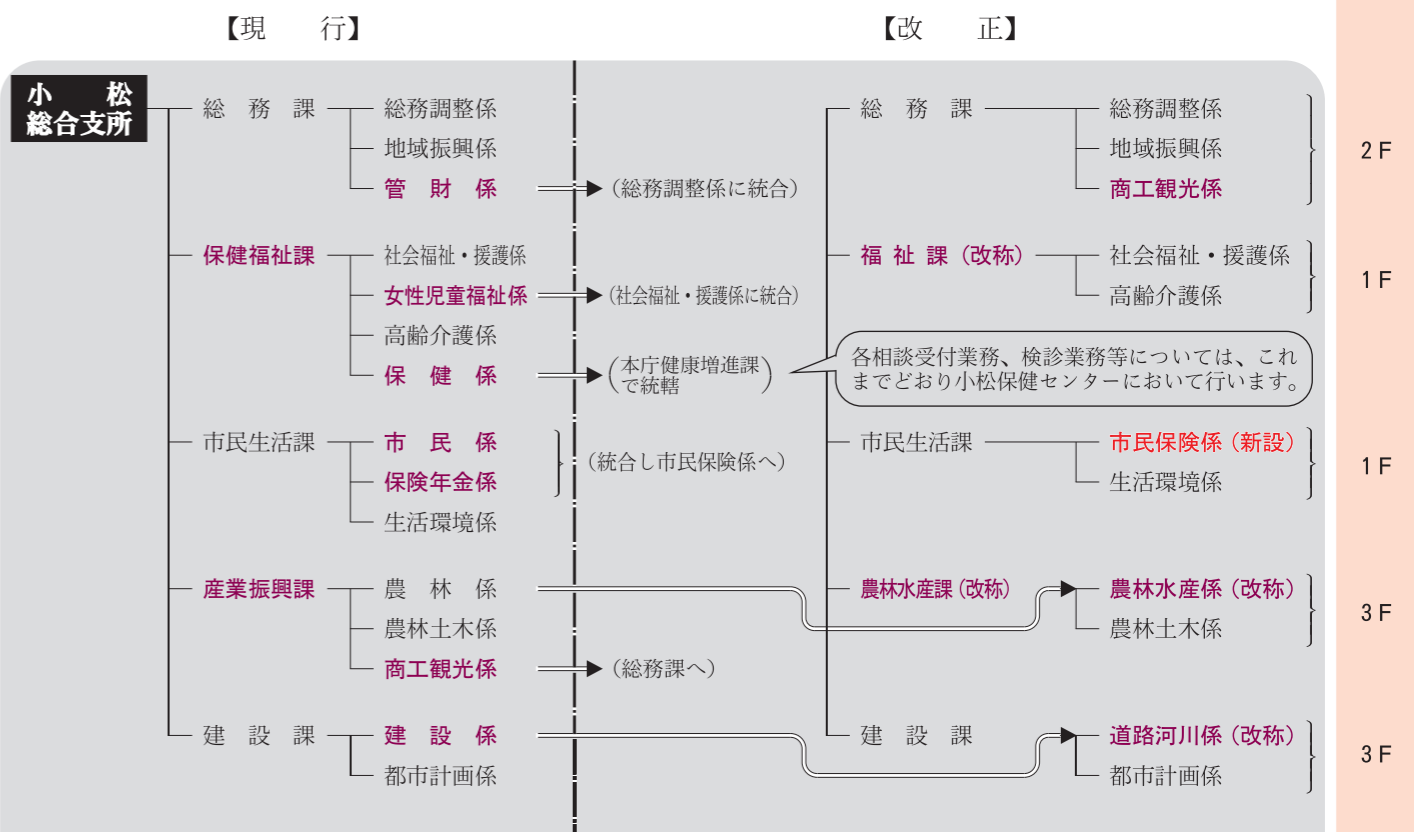 【現 行】
【改 正】
小 松
総合支所
総 務 課 総務調整係 総 務 課 総務調整係
地域振興係 地域振興係 2F
管 財 係 (総務調整係に統合) 商工観光係
保健福祉課 社会福祉・援護係 福 祉 課 (改称) 社会福祉・援護係
1F
女性児童福祉係 (社会福祉・援護係に統合) 高齢介護係
高齢介護係
保 健 係 (本庁健康増進課
で統轄)
各相談受付業務、検診業務等については、これ
までどおり小松保健センターにおいて行います。
市民生活課 市 民 係 市民生活課 市民保険係 (新設)
(統合し市民保険係へ) 1F
保険年金係 生活環境係
生活環境係
産業振興課 農 林 係 農林水産課 (改称) 農林水産係 (改称)
3F
農林土木係 農林土木係
商工観光係 (総務課へ)
建 設 課 建 設 係 建 設 課 道路河川係 (改称)
3F
都市計画係 都市計画係